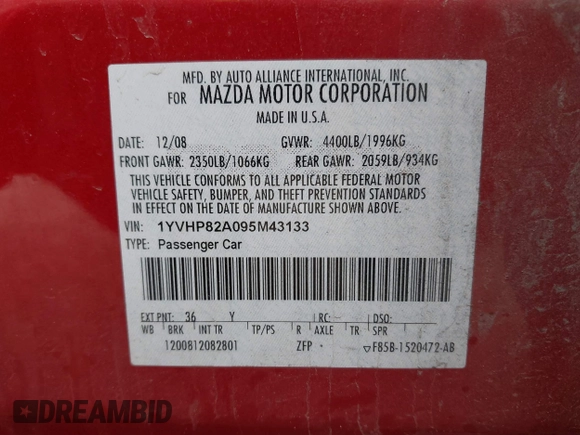 MFD. BY AUTO ALLIANCE INTERNATIONAL, INC.
FOR MAZDA MOTOR CORPORATION
MADE IN U.S.A.
DATE: 12/08 GVWR: 4400LB/1996KG
FRONT GAWR: 2350LB/1066KG REAR GAWR: 2059LB/934KG
THIS VEHICLE CONFORMS TO ALL APPLICABLE FEDERAL MOTOR
VEHICLE SAFETY, BUMPER, AND THEFT PREVENTION STANDARDS
IN EFFECT ON THE DATE OF MANUFACTURE SHOWN ABOVE.
VIN: 1YVHP82A095M43133
TYPE: Passenger Car
EXT PNT: 36 Y RC: DSO:
WB BRK INT TR TP/PS R AXLE TR SPR
1200812082801 ZFP ▽F85B-1520472-AB
DREAMBID